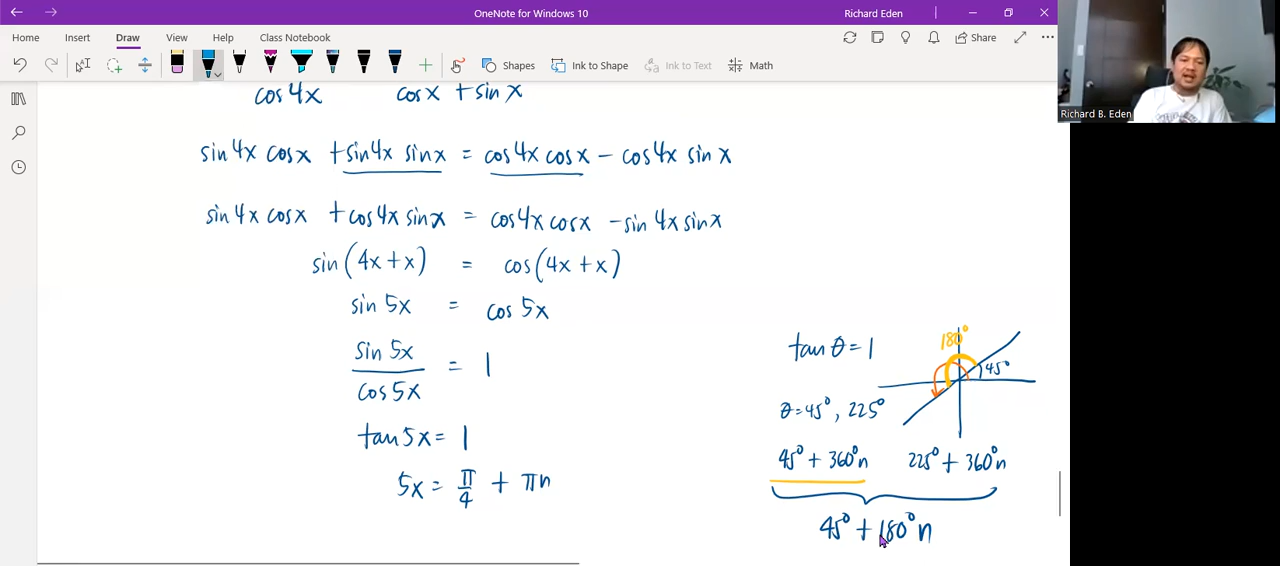 OneNote for Windows 10
Richard Eden
Home Insert Draw View Help Class Notebook
Share
Shapes Ink to Shape Ink to Text Math
Richard B. Eden
cos 4x cos x + sin x
sin 4x cos x + sin 4x sin x = cos 4x cos x − cos 4x sin x
sin 4x cos x + cos 4x sin x = cos 4x cos x − sin 4x sin x
sin (4x + x) = cos (4x + x)
sin 5x = cos 5x
sin 5x / cos 5x = 1
tan 5x = 1
5x = π/4 + πn
tan θ = 1
180°
45°
θ = 45°, 225°
45° + 360°n 225° + 360°n
45° + 180°n